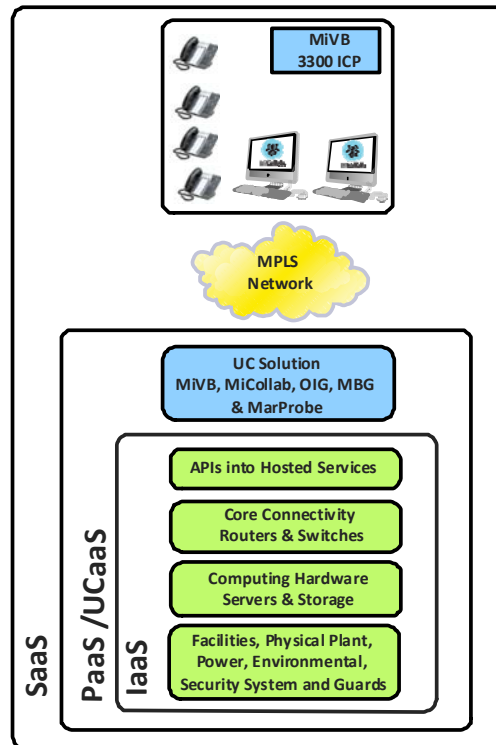 MiVB
3300 ICP
MPLS
Network
UC Solution
MiVB, MiCollab, OIG, MBG
& MarProbe
APIs into Hosted Services
Core Connectivity
Routers & Switches
Computing Hardware
Servers & Storage
Facilities, Physical Plant,
Power, Environmental,
Security System and Guards
SaaS
PaaS /UCaaS
IaaS